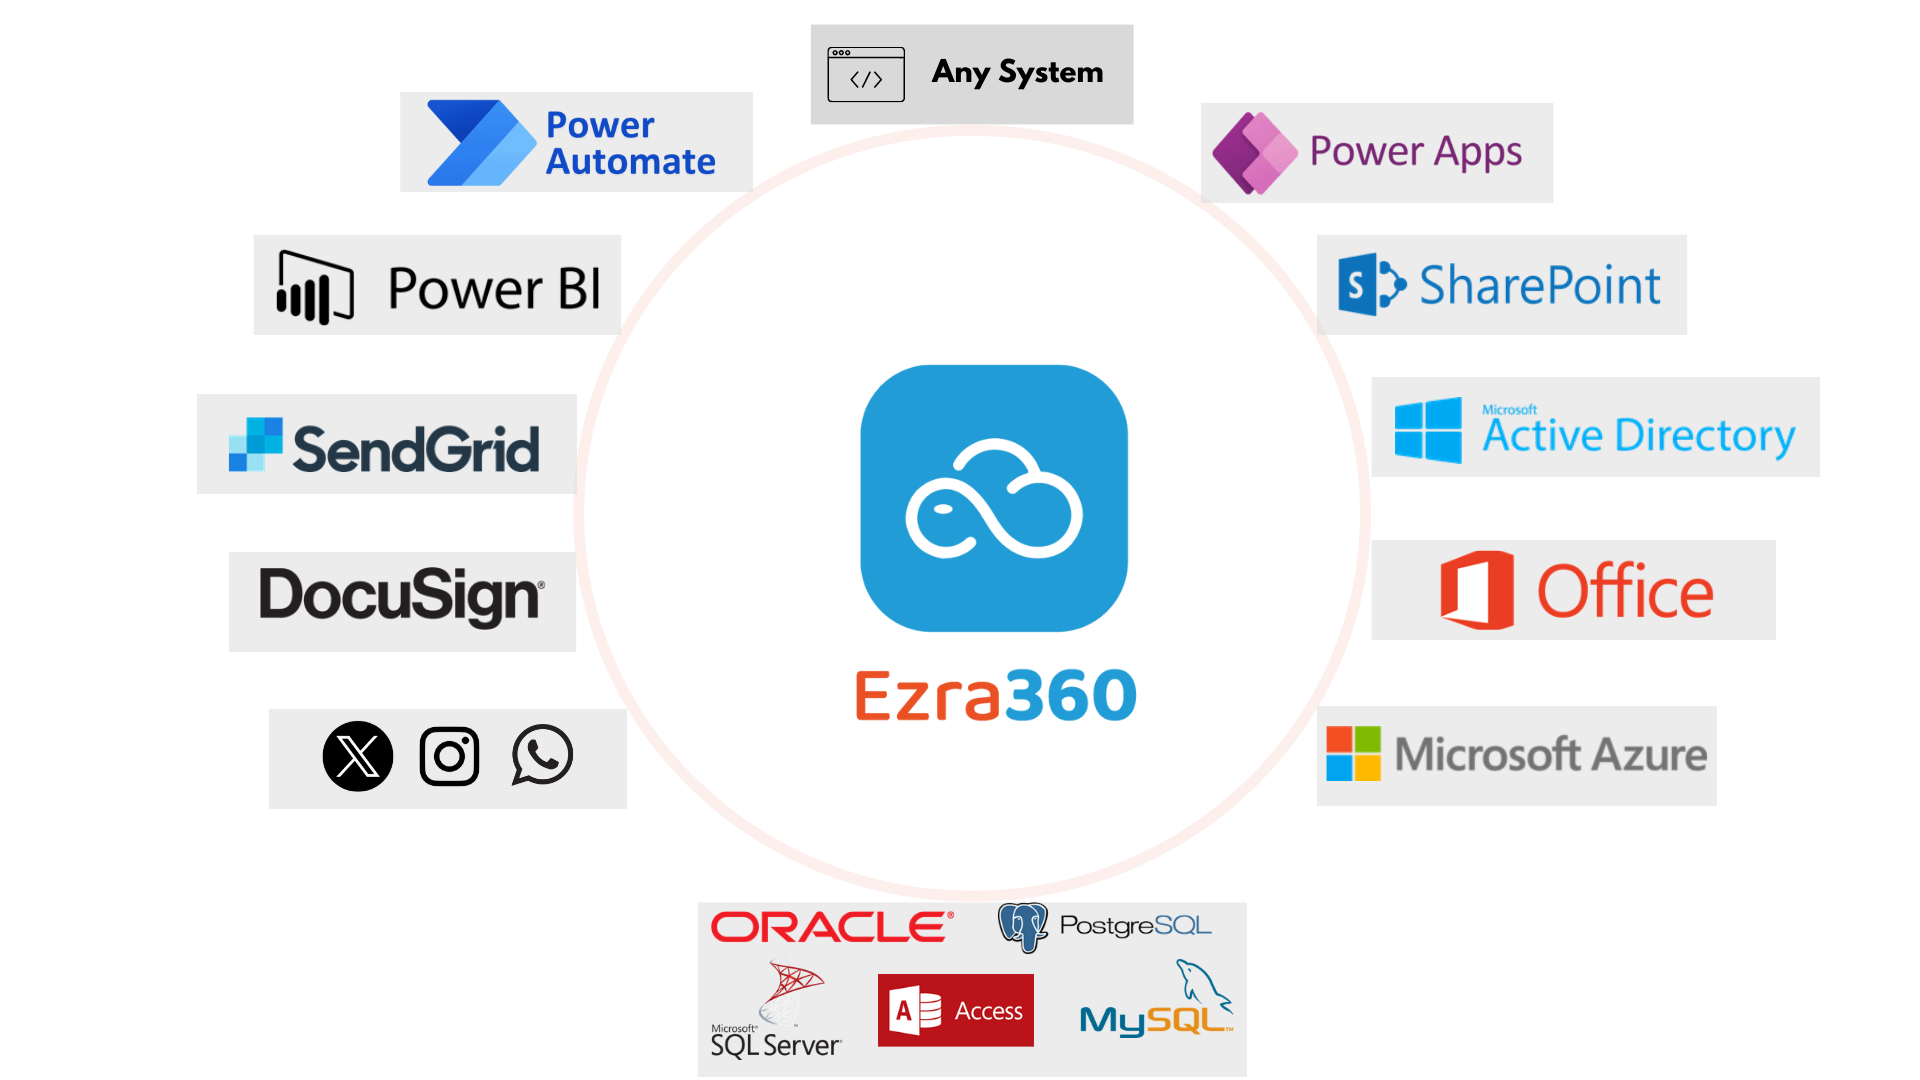 </> Any System
Power
Automate
Power Apps
Power BI
SharePoint
SendGrid
Microsoft
Active Directory
DocuSign®
Office
Ezra360
Microsoft Azure
ORACLE®
PostgreSQL
Microsoft®
SQL Server®
A Access
MySQL™